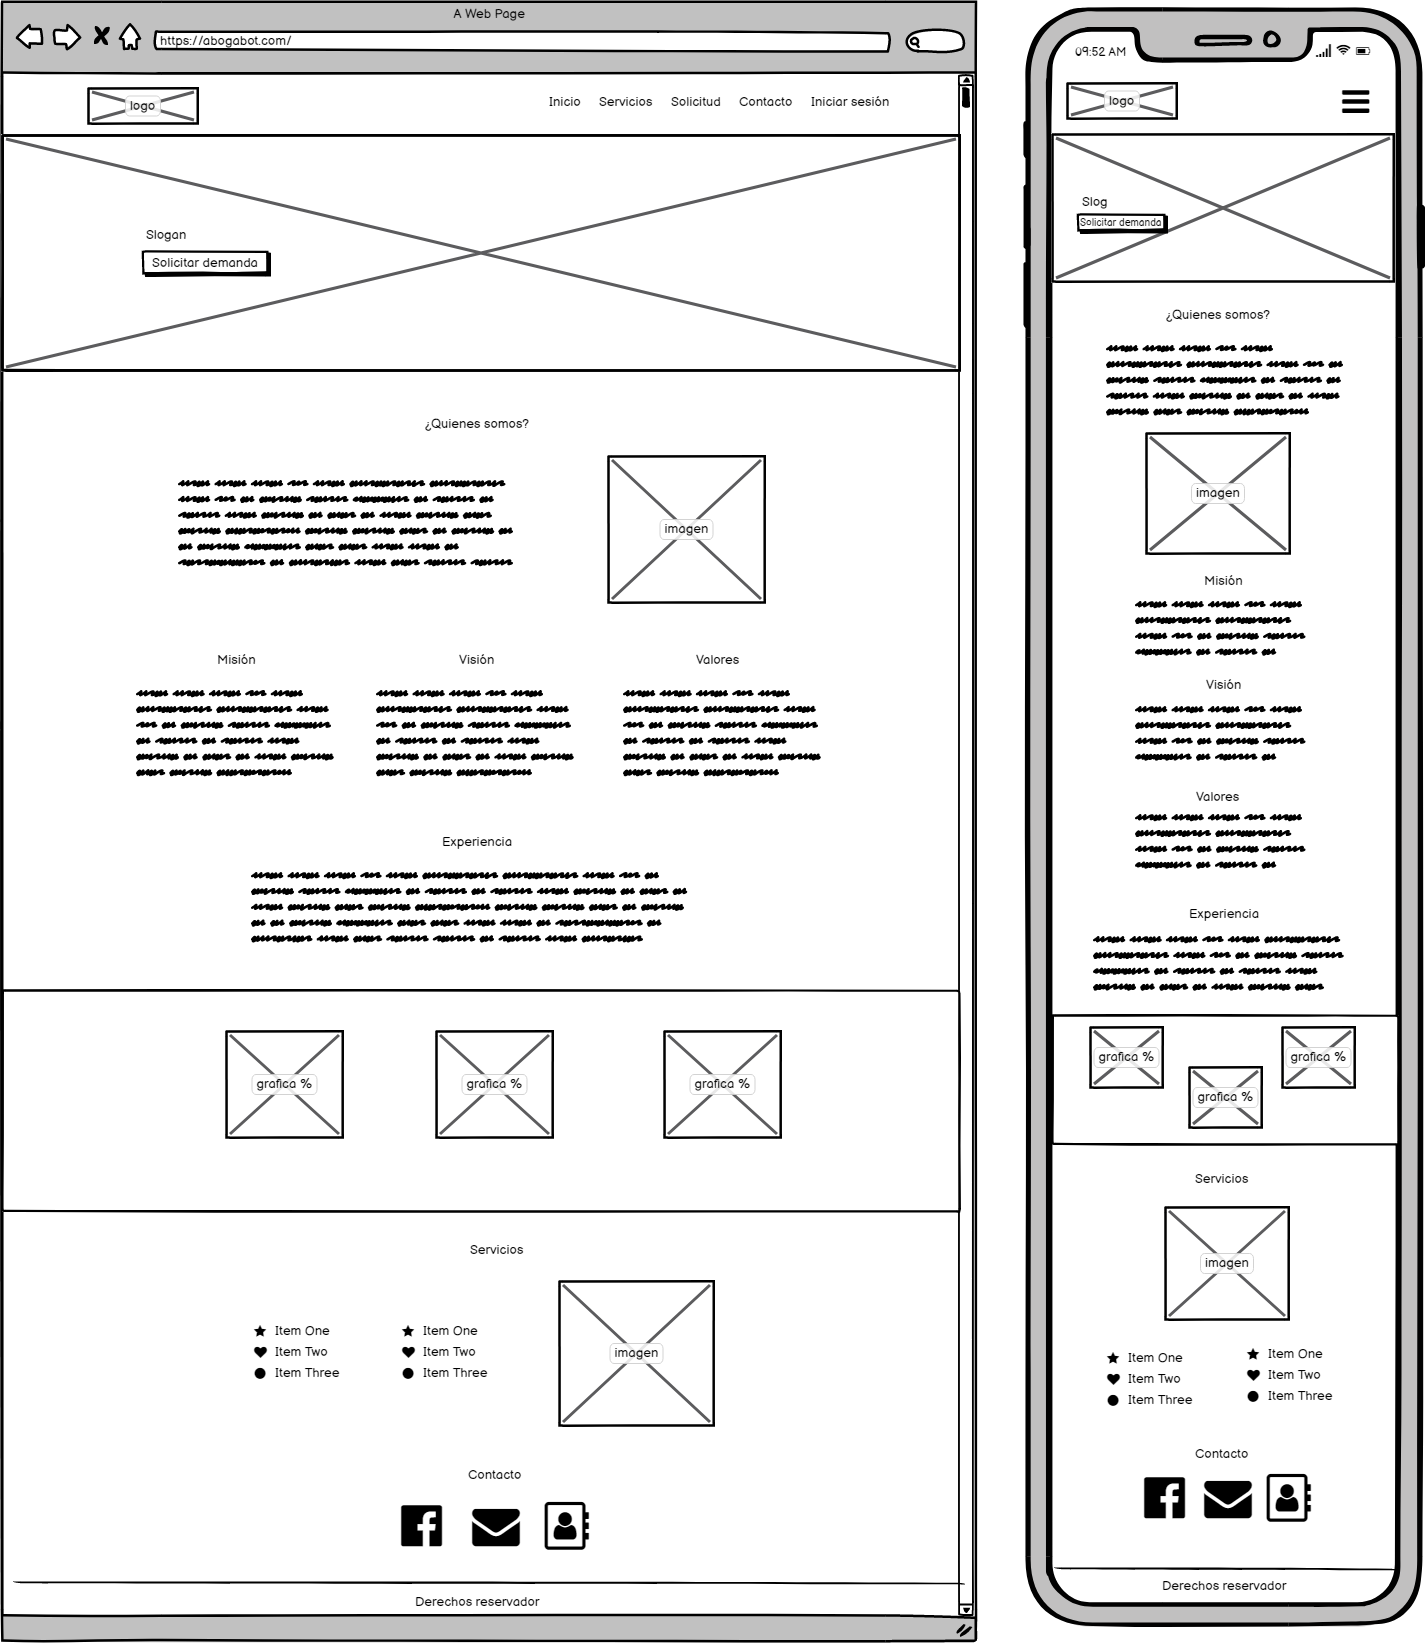 A Web Page
https://abogabot.com/
logo
Inicio Servicios Solicitud Contacto Iniciar sesión
Slogan
Solicitar demanda
¿Quienes somos?
imagen
Misión Visión Valores
Experiencia
grafica % grafica % grafica %
Servicios
Item One Item One
Item Two Item Two
Item Three Item Three
imagen
Contacto
Derechos reservador
09:52 AM
logo
Slog
Solicitar demanda
¿Quienes somos?
imagen
Misión
Visión
Valores
Experiencia
grafica % grafica %
grafica %
Servicios
imagen
Item One Item One
Item Two Item Two
Item Three Item Three
Contacto
Derechos reservador